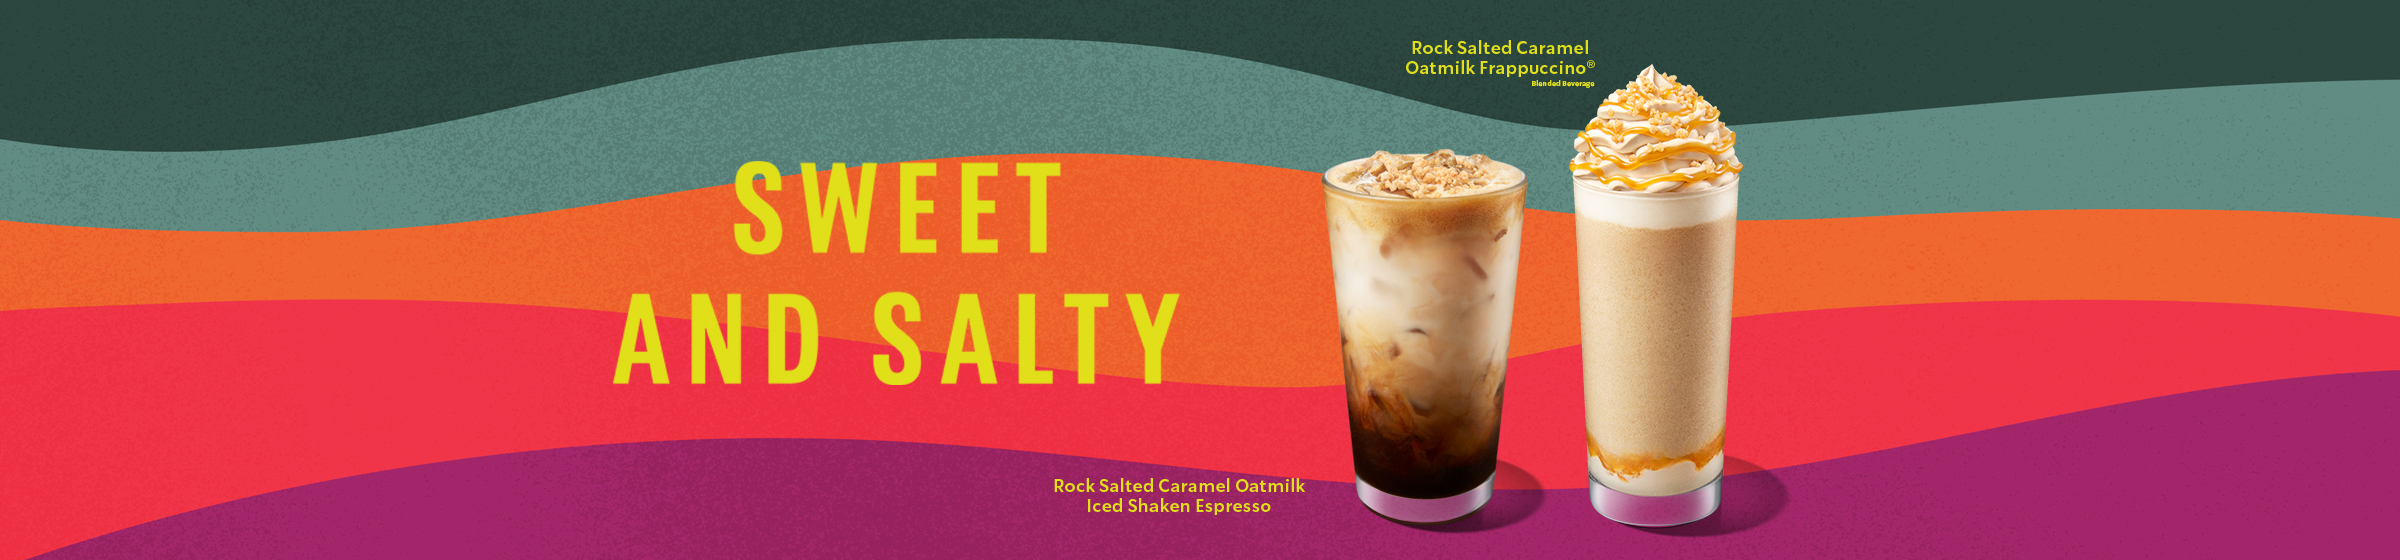 SWEET
AND SALTY
Rock Salted Caramel
Oatmilk Frappuccino®
Blended Beverage
Rock Salted Caramel Oatmilk
Iced Shaken Espresso